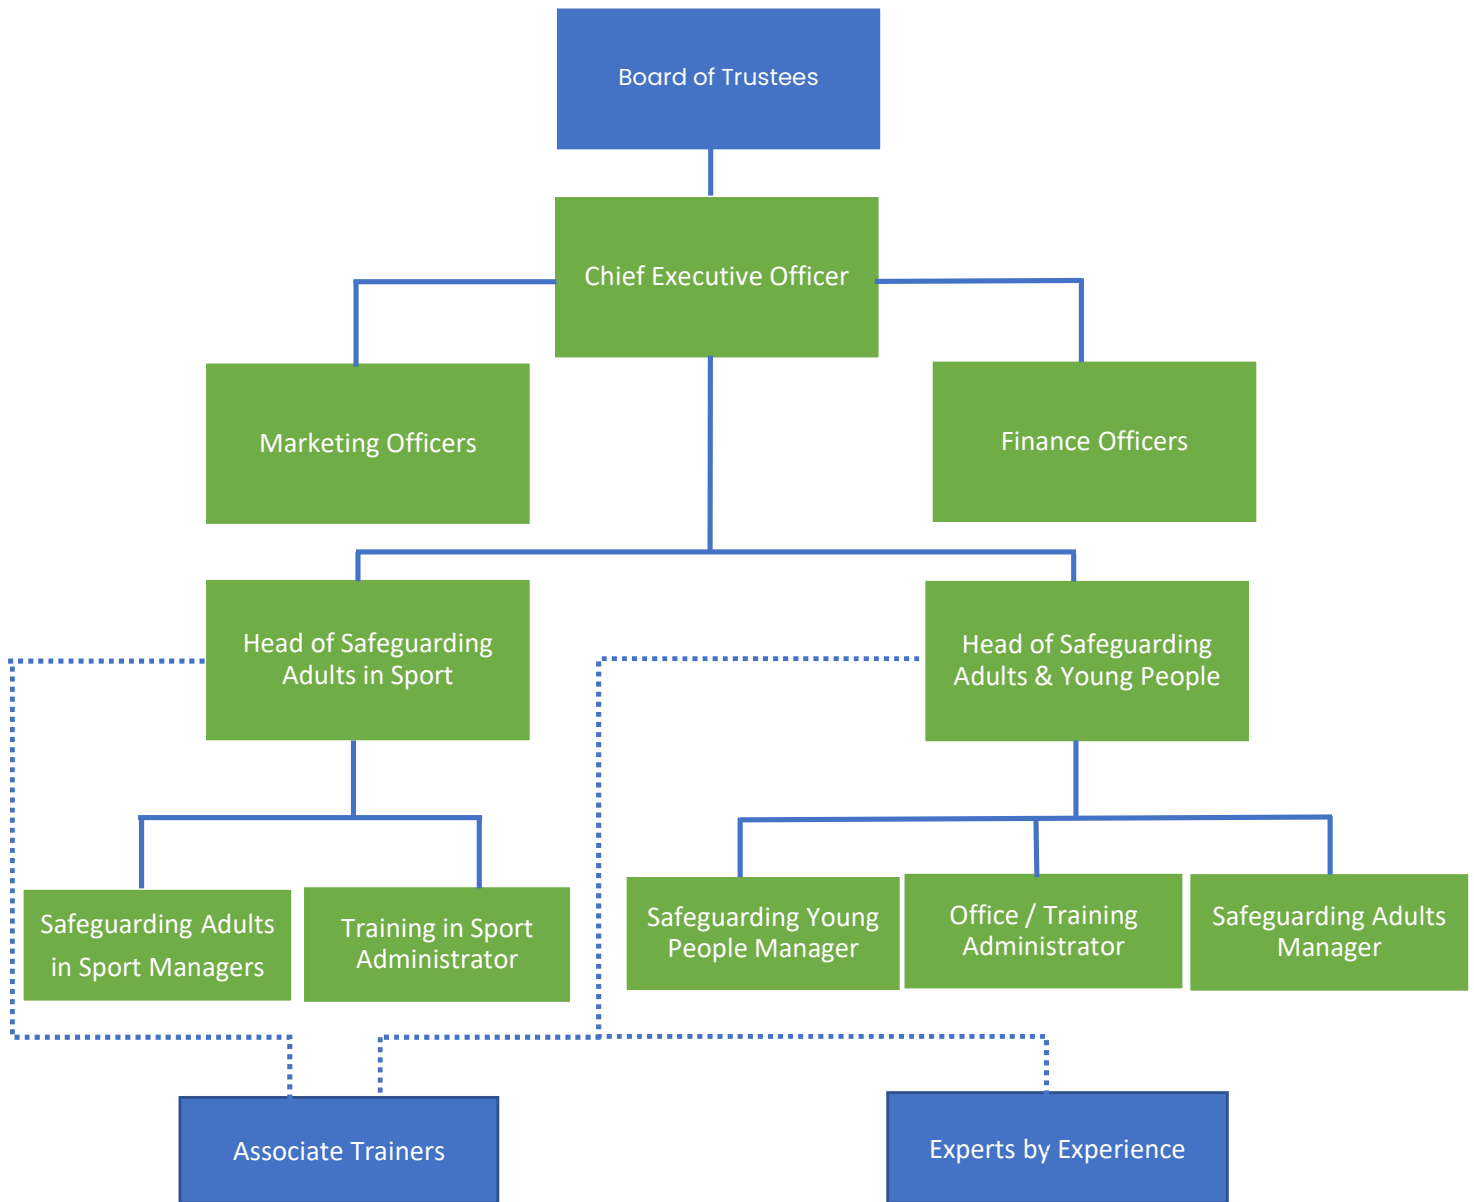 Board of Trustees
Chief Executive Officer
Marketing Officers
Finance Officers
Head of Safeguarding
Adults in Sport
Head of Safeguarding
Adults & Young People
Safeguarding Adults
in Sport Managers
Training in Sport
Administrator
Safeguarding Young
People Manager
Office / Training
Administrator
Safeguarding Adults
Manager
Associate Trainers
Experts by Experience